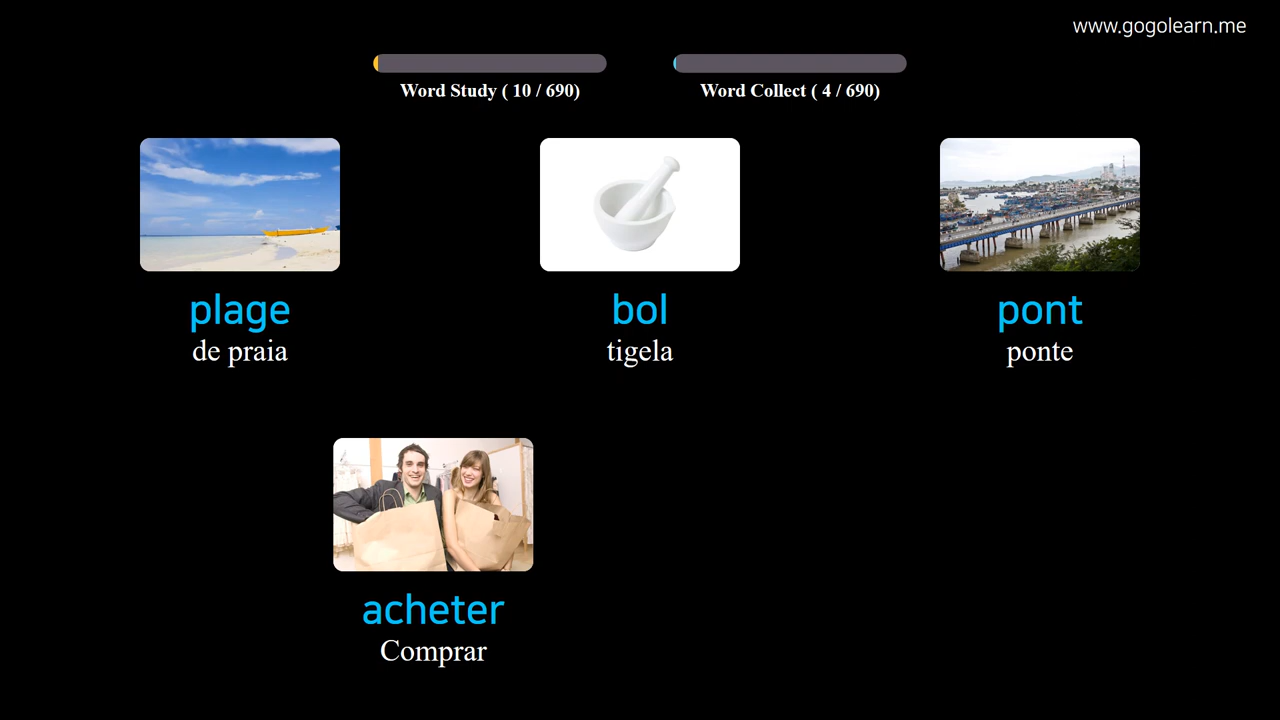 www.gogolearn.me
Word Study ( 10 / 690)
Word Collect ( 4 / 690)
plage
de praia
bol
tigela
pont
ponte
acheter
Comprar